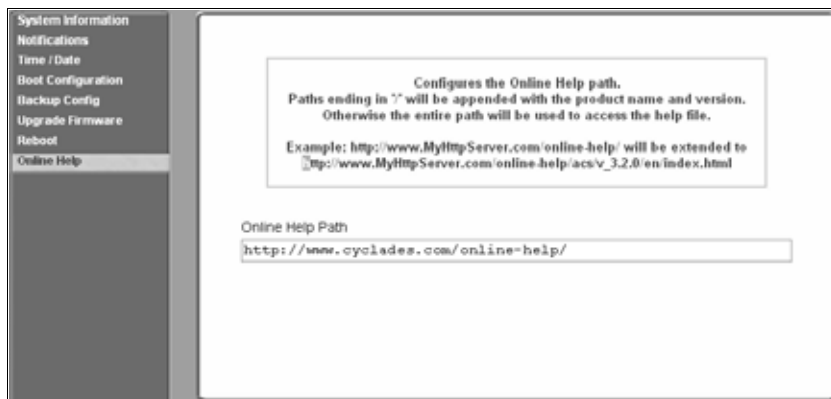 System Information
Notifications
Time / Date
Boot Configuration
Backup Config
Upgrade Firmware
Reboot
Online Help
Configures the Online Help path.
Paths ending in "/" will be appended with the product name and version.
Otherwise the entire path will be used to access the help file.
Example: http://www.MyHttpServer.com/online-help/ will be extended to
http://www.MyHttpServer.com/online-help/acs/v_3.2.0/en/index.html
Online Help Path
http://www.cyclades.com/online-help/